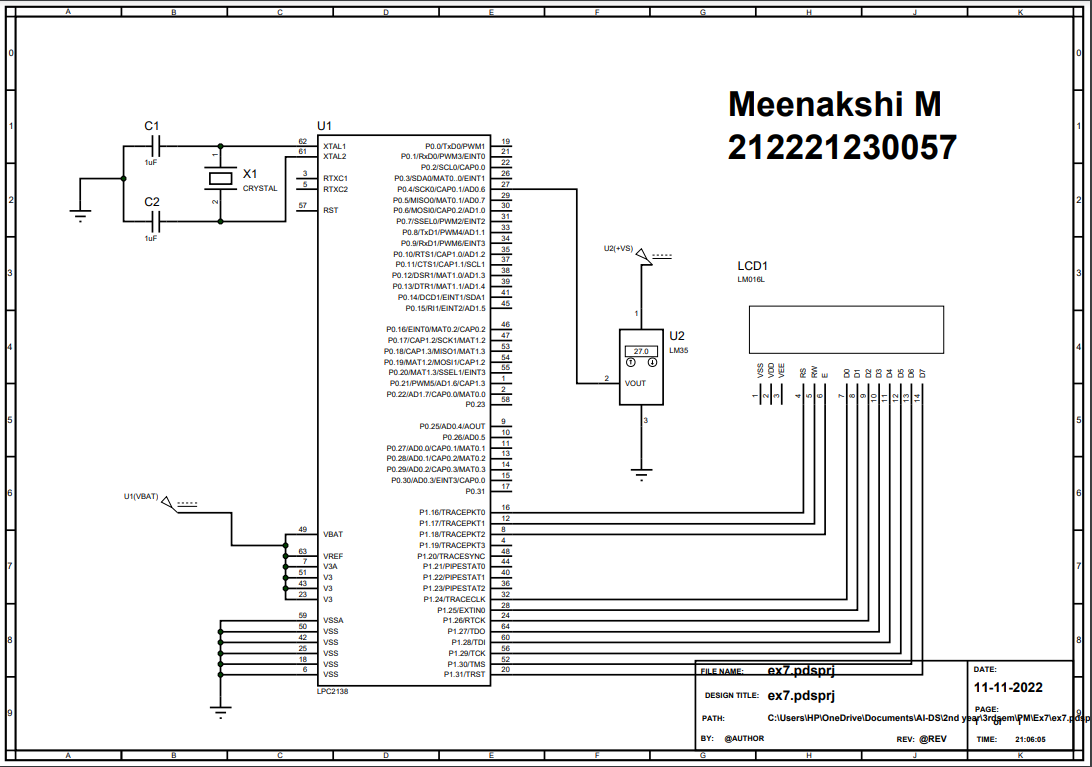 A B C D E F G H J K
0 0
Meenakshi M
212221230057
1 1
C1
1uF
X1
CRYSTAL
1
2
C2
1uF
2 2
U1
62 XTAL1
61 XTAL2
3 RTXC1
5 RTXC2
57 RST
P0.0/TxD0/PWM1 19
P0.1/RxD0/PWM3/EINT0 21
P0.2/SCL0/CAP0.0 22
P0.3/SDA0/MAT0..0/EINT1 26
P0.4/SCK0/CAP0.1/AD0.6 27
P0.5/MISO0/MAT0.1/AD0.7 29
P0.6/MOSI0/CAP0.2/AD1.0 30
P0.7/SSEL0/PWM2/EINT2 31
P0.8/TxD1/PWM4/AD1.1 33
P0.9/RxD1/PWM6/EINT3 34
P0.10/RTS1/CAP1.0/AD1.2 35
P0.11/CTS1/CAP1.1/SCL1 37
P0.12/DSR1/MAT1.0/AD1.3 38
P0.13/DTR1/MAT1.1/AD1.4 39
P0.14/DCD1/EINT1/SDA1 41
P0.15/RI1/EINT2/AD1.5 45
P0.16/EINT0/MAT0.2/CAP0.2 46
P0.17/CAP1.2/SCK1/MAT1.2 47
P0.18/CAP1.3/MISO1/MAT1.3 53
P0.19/MAT1.2/MOSI1/CAP1.2 54
P0.20/MAT1.3/SSEL1/EINT3 55
P0.21/PWM5/AD1.6/CAP1.3 1
P0.22/AD1.7/CAP0.0/MAT0.0 2
P0.23 58
P0.25/AD0.4/AOUT 9
P0.26/AD0.5 10
P0.27/AD0.0/CAP0.1/MAT0.1 11
P0.28/AD0.1/CAP0.2/MAT0.2 13
P0.29/AD0.2/CAP0.3/MAT0.3 14
P0.30/AD0.3/EINT3/CAP0.0 15
P0.31 17
P1.16/TRACEPKT0 16
P1.17/TRACEPKT1 12
P1.18/TRACEPKT2 8
P1.19/TRACEPKT3 4
P1.20/TRACESYNC 48
P1.21/PIPESTAT0 44
P1.22/PIPESTAT1 40
P1.23/PIPESTAT2 36
P1.24/TRACECLK 32
P1.25/EXTIN0 28
P1.26/RTCK 24
P1.27/TDO 64
P1.28/TDI 60
P1.29/TCK 56
P1.30/TMS 52
P1.31/TRST 20
U1(VBAT)
49 VBAT
63 VREF
7 V3A
51 V3
43 V3
23 V3
59 VSSA
50 VSS
42 VSS
25 VSS
18 VSS
6 VSS
LPC2138
U2(+VS)
1
U2
LM35
27.0
2 VOUT
3
LCD1
LM016L
VSS VDD VEE RS RW E D0 D1 D2 D3 D4 D5 D6 D7
1 2 3 4 5 6 7 8 9 10 11 12 13 14
3 3
4 4
5 5
6 6
7 7
8 8
9 9
FILE NAME: ex7.pdsprj
DESIGN TITLE: ex7.pdsprj
PATH: C:\Users\HP\OneDrive\Documents\AI-DS\2nd year\3rdsem\PM\Ex7\ex7.pdsp
BY: @AUTHOR REV: @REV
DATE:
11-11-2022
PAGE:
TIME: 21:06:05
A B C D E F G H J K